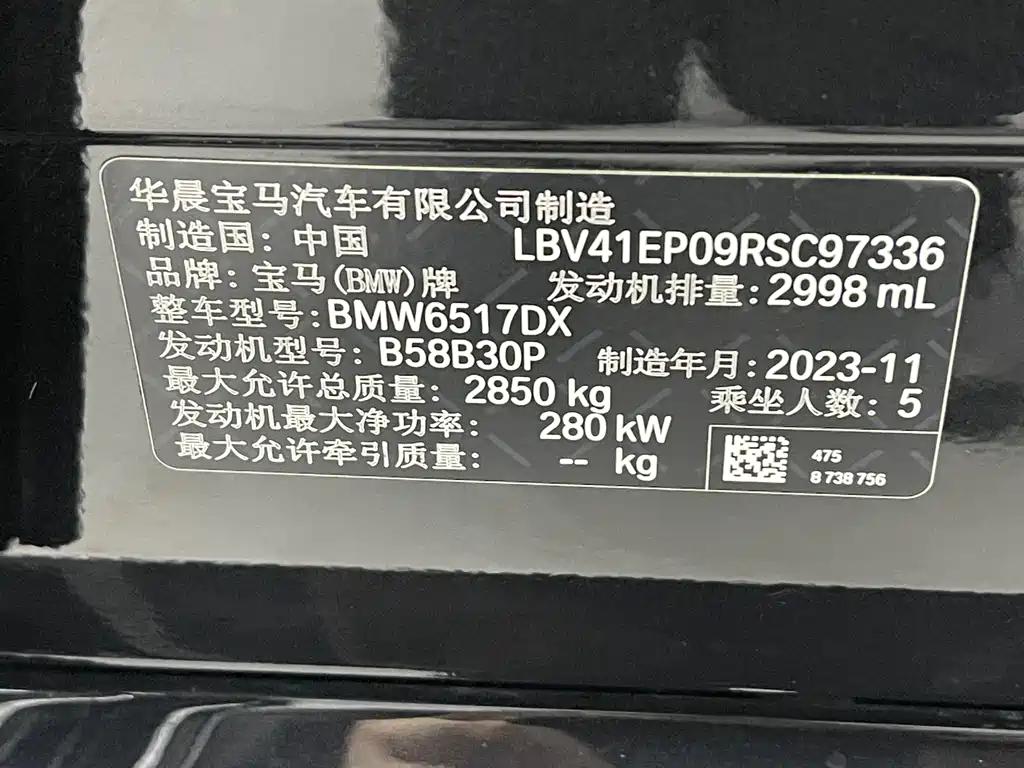 华晨宝马汽车有限公司制造
制造国：中国
LBV41EP09RSC97336
品牌：宝马(BMW)牌
发动机排量：2998 mL
整车型号：BMW6517DX
发动机型号：B58B30P
制造年月：2023-11
最大允许总质量：2850 kg
乘坐人数：5
发动机最大净功率：280 kW
最大允许牵引质量：-- kg
475
8 738 756